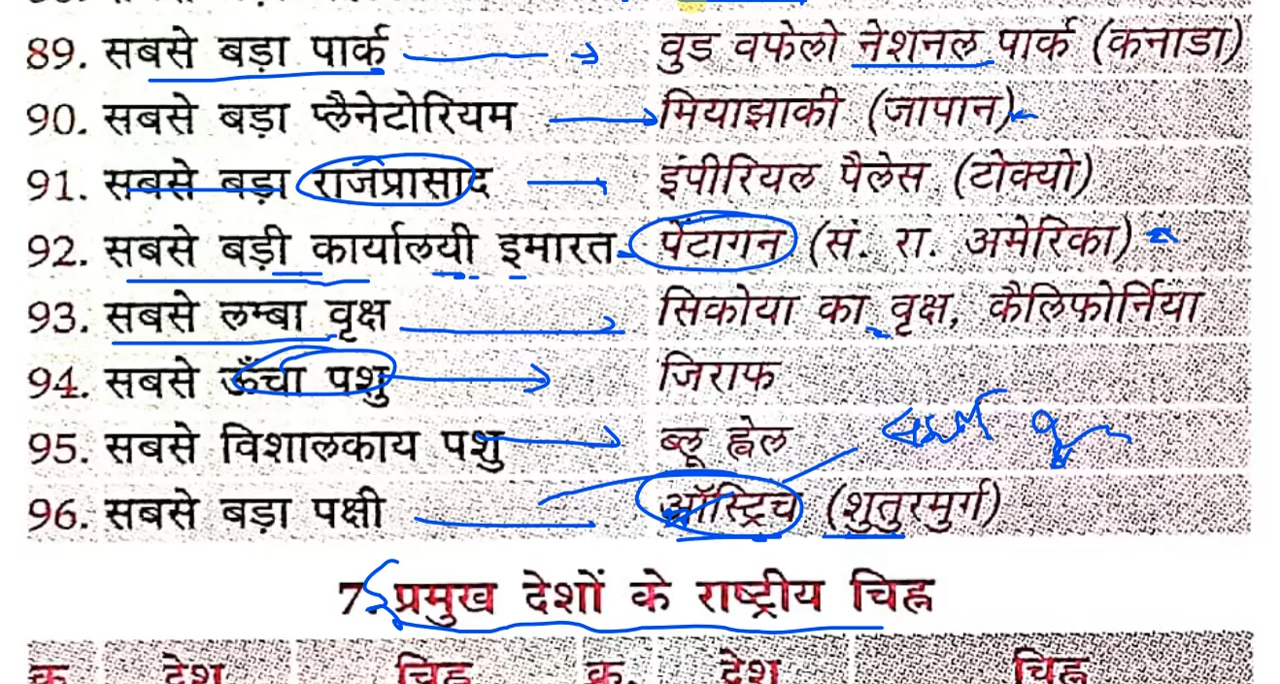 89. सबसे बड़ा पार्क वुड वफेलो नेशनल पार्क (कनाडा)
90. सबसे बड़ा प्लैनेटोरियम मियाझाकी (जापान)
91. सबसे बड़ा राजप्रासाद इंपीरियल पैलेस (टोक्यो)
92. सबसे बड़ी कार्यालयी इमारत पेंटागन (सं. रा. अमेरिका)
93. सबसे लम्बा वृक्ष सिकोया का वृक्ष, कैलिफोर्निया
94. सबसे ऊँचा पशु जिराफ
95. सबसे विशालकाय पशु ब्लू ह्वेल
96. सबसे बड़ा पक्षी ऑस्ट्रिच (शुतुरमुर्ग)
7. प्रमुख देशों के राष्ट्रीय चिह्न
क्र. देश चिह्न क्र. देश चिह्न